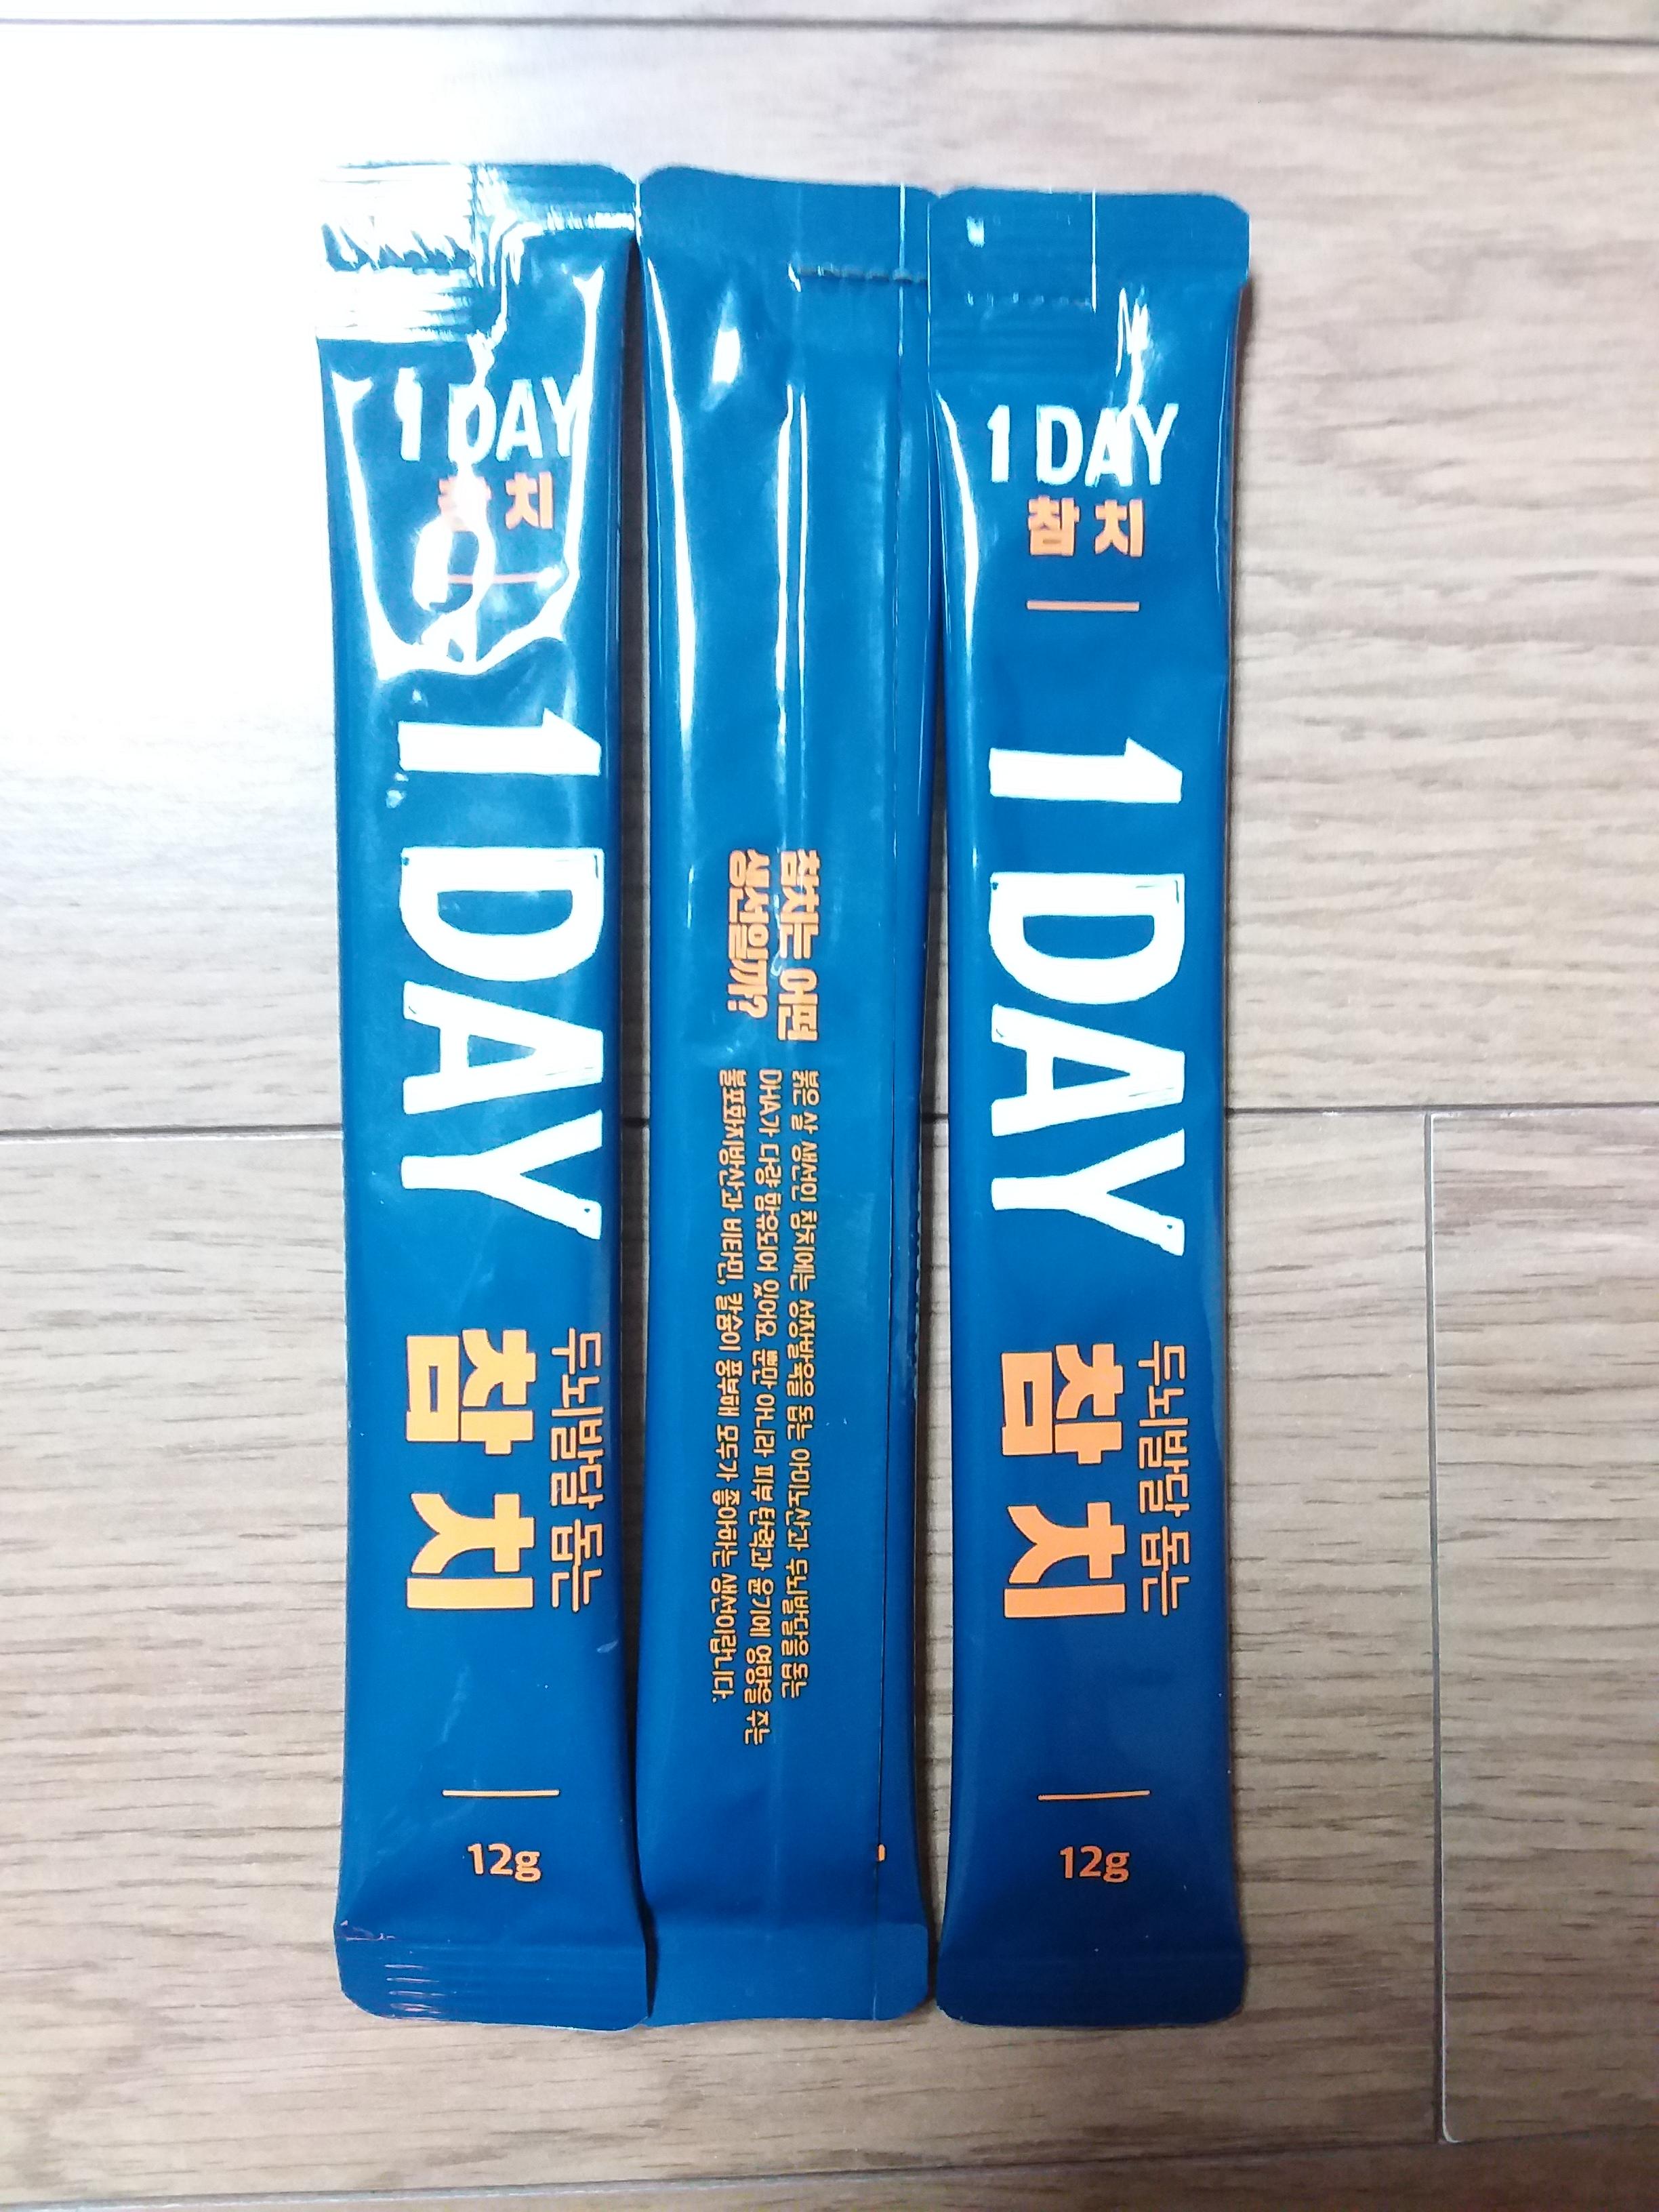 1 DAY
참치
1 DAY
두뇌발달 돕는
참치
12g
참치는 어떤
생선일까?
붉은 살 생선인 참치에는 성장발육을 돕는 아미노산과 두뇌발달을 돕는
DHA가 다량 함유되어 있어요. 뿐만 아니라 피부 탄력과 윤기에 영향을 주는
불포화지방산과 비타민, 칼슘이 풍부해 모두가 좋아하는 생선이랍니다.
1 DAY
참치
1 DAY
두뇌발달 돕는
참치
12g